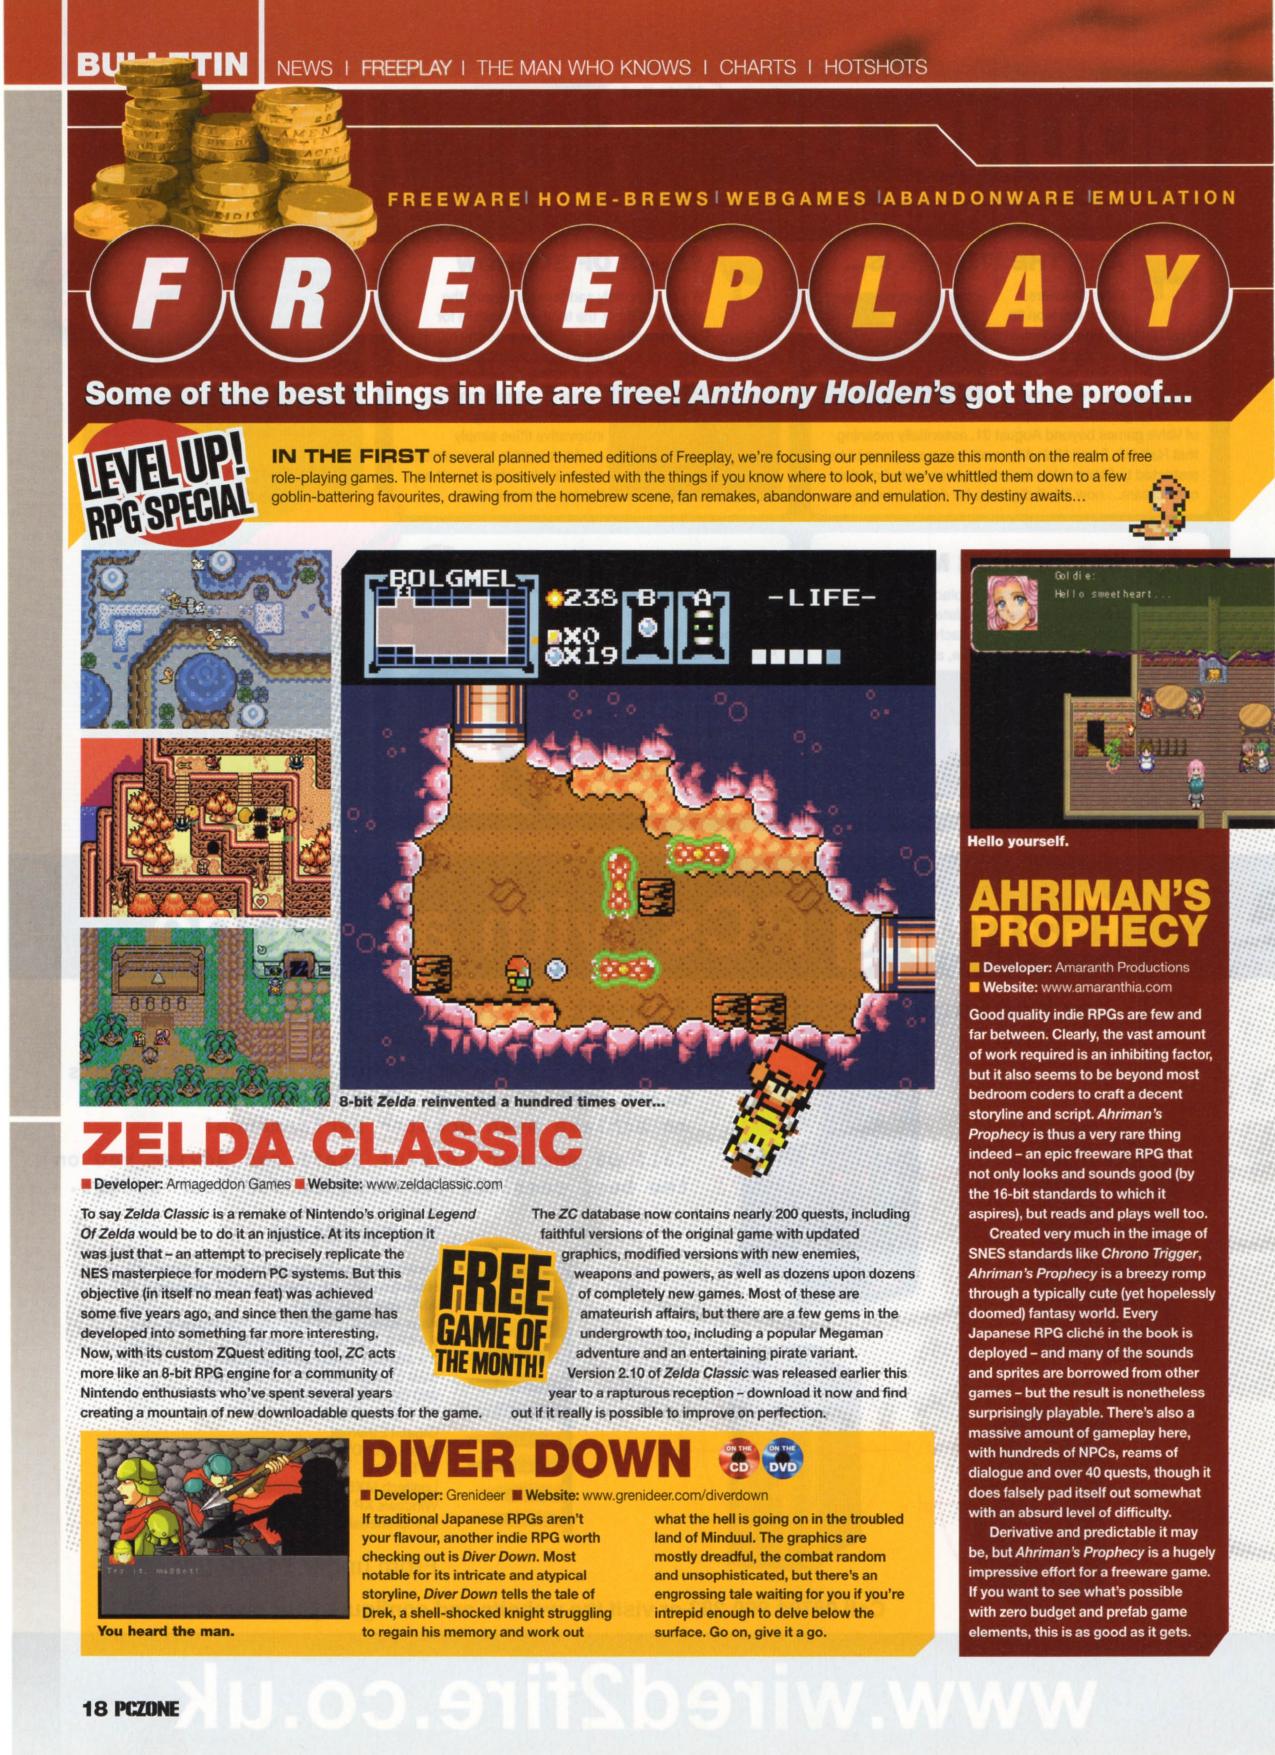 BULLETIN
NEWS | FREEPLAY | THE MAN WHO KNOWS | CHARTS | HOTSHOTS
FREEWARE | HOME-BREWS | WEBGAMES | ABANDONWARE | EMULATION
FREEPLAY
Some of the best things in life are free! Anthony Holden's got the proof...
LEVEL UP!
RPG SPECIAL
IN THE FIRST of several planned themed editions of Freeplay, we're focusing our penniless gaze this month on the realm of free
role-playing games. The Internet is positively infested with the things if you know where to look, but we've whittled them down to a few
goblin-battering favourites, drawing from the homebrew scene, fan remakes, abandonware and emulation. Thy destiny awaits...
BOLGMEL
238
X0
X19
B
A
-LIFE-
8-bit Zelda reinvented a hundred times over...
ZELDA CLASSIC
Developer: Armageddon Games Website: www.zeldaclassic.com
To say Zelda Classic is a remake of Nintendo's original Legend
Of Zelda would be to do it an injustice. At its inception it
was just that – an attempt to precisely replicate the
NES masterpiece for modern PC systems. But this
objective (in itself no mean feat) was achieved
some five years ago, and since then the game has
developed into something far more interesting.
Now, with its custom ZQuest editing tool, ZC acts
more like an 8-bit RPG engine for a community of
Nintendo enthusiasts who've spent several years
creating a mountain of new downloadable quests for the game.
FREE
GAME OF
THE MONTH!
The ZC database now contains nearly 200 quests, including
faithful versions of the original game with updated
graphics, modified versions with new enemies,
weapons and powers, as well as dozens upon dozens
of completely new games. Most of these are
amateurish affairs, but there are a few gems in the
undergrowth too, including a popular Megaman
adventure and an entertaining pirate variant.
Version 2.10 of Zelda Classic was released earlier this
year to a rapturous reception – download it now and find
out if it really is possible to improve on perfection.
Try it, maggot!
You heard the man.
DIVER DOWN
ON THE
CD
ON THE
DVD
Developer: Grenideer Website: www.grenideer.com/diverdown
If traditional Japanese RPGs aren't
your flavour, another indie RPG worth
checking out is Diver Down. Most
notable for its intricate and atypical
storyline, Diver Down tells the tale of
Drek, a shell-shocked knight struggling
to regain his memory and work out
what the hell is going on in the troubled
land of Minduul. The graphics are
mostly dreadful, the combat random
and unsophisticated, but there's an
engrossing tale waiting for you if you're
intrepid enough to delve below the
surface. Go on, give it a go.
Goldie:
Hello sweetheart...
Hello yourself.
AHRIMAN'S
PROPHECY
Developer: Amaranth Productions
Website: www.amaranthia.com
Good quality indie RPGs are few and
far between. Clearly, the vast amount
of work required is an inhibiting factor,
but it also seems to be beyond most
bedroom coders to craft a decent
storyline and script. Ahriman's
Prophecy is thus a very rare thing
indeed – an epic freeware RPG that
not only looks and sounds good (by
the 16-bit standards to which it
aspires), but reads and plays well too.
Created very much in the image of
SNES standards like Chrono Trigger,
Ahriman's Prophecy is a breezy romp
through a typically cute (yet hopelessly
doomed) fantasy world. Every
Japanese RPG cliché in the book is
deployed – and many of the sounds
and sprites are borrowed from other
games – but the result is nonetheless
surprisingly playable. There's also a
massive amount of gameplay here,
with hundreds of NPCs, reams of
dialogue and over 40 quests, though it
does falsely pad itself out somewhat
with an absurd level of difficulty.
Derivative and predictable it may
be, but Ahriman's Prophecy is a hugely
impressive effort for a freeware game.
If you want to see what's possible
with zero budget and prefab game
elements, this is as good as it gets.
18 PCZONE
www.wired2fire.co.uk